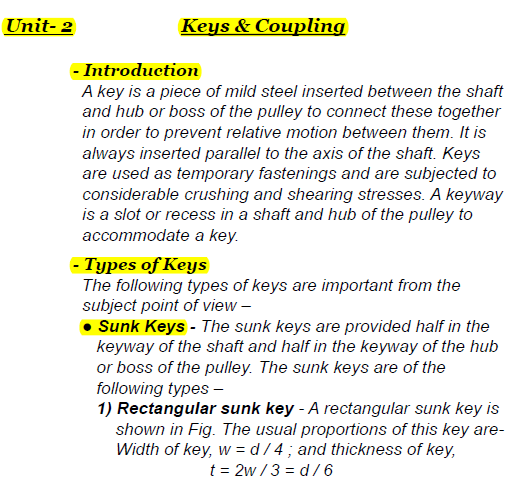 Unit- 2 Keys & Coupling
- Introduction
A key is a piece of mild steel inserted between the shaft
and hub or boss of the pulley to connect these together
in order to prevent relative motion between them. It is
always inserted parallel to the axis of the shaft. Keys
are used as temporary fastenings and are subjected to
considerable crushing and shearing stresses. A keyway
is a slot or recess in a shaft and hub of the pulley to
accommodate a key.
- Types of Keys
The following types of keys are important from the
subject point of view –
● Sunk Keys - The sunk keys are provided half in the
keyway of the shaft and half in the keyway of the hub
or boss of the pulley. The sunk keys are of the
following types –
1) Rectangular sunk key - A rectangular sunk key is
shown in Fig. The usual proportions of this key are-
Width of key, w = d / 4 ; and thickness of key,
t = 2w / 3 = d / 6